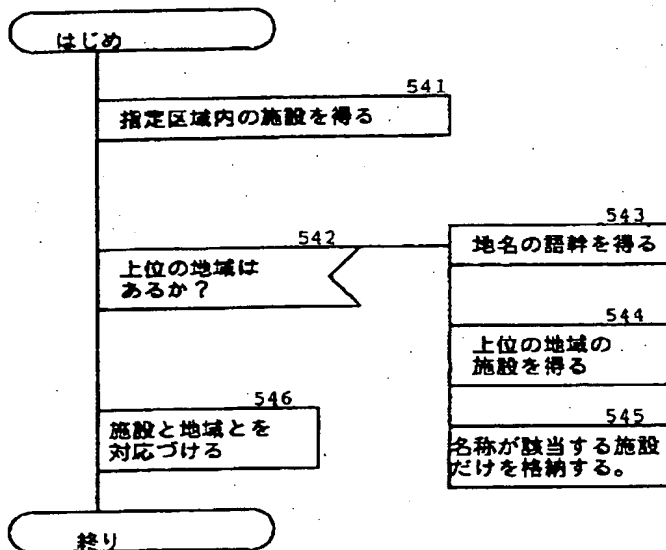 はじめ
541
指定区域内の施設を得る
542
上位の地域は
あるか?
543
地名の語幹を得る
544
上位の地域の
施設を得る
545
名称が該当する施設
だけを格納する。
546
施設と地域とを
対応づける
終り